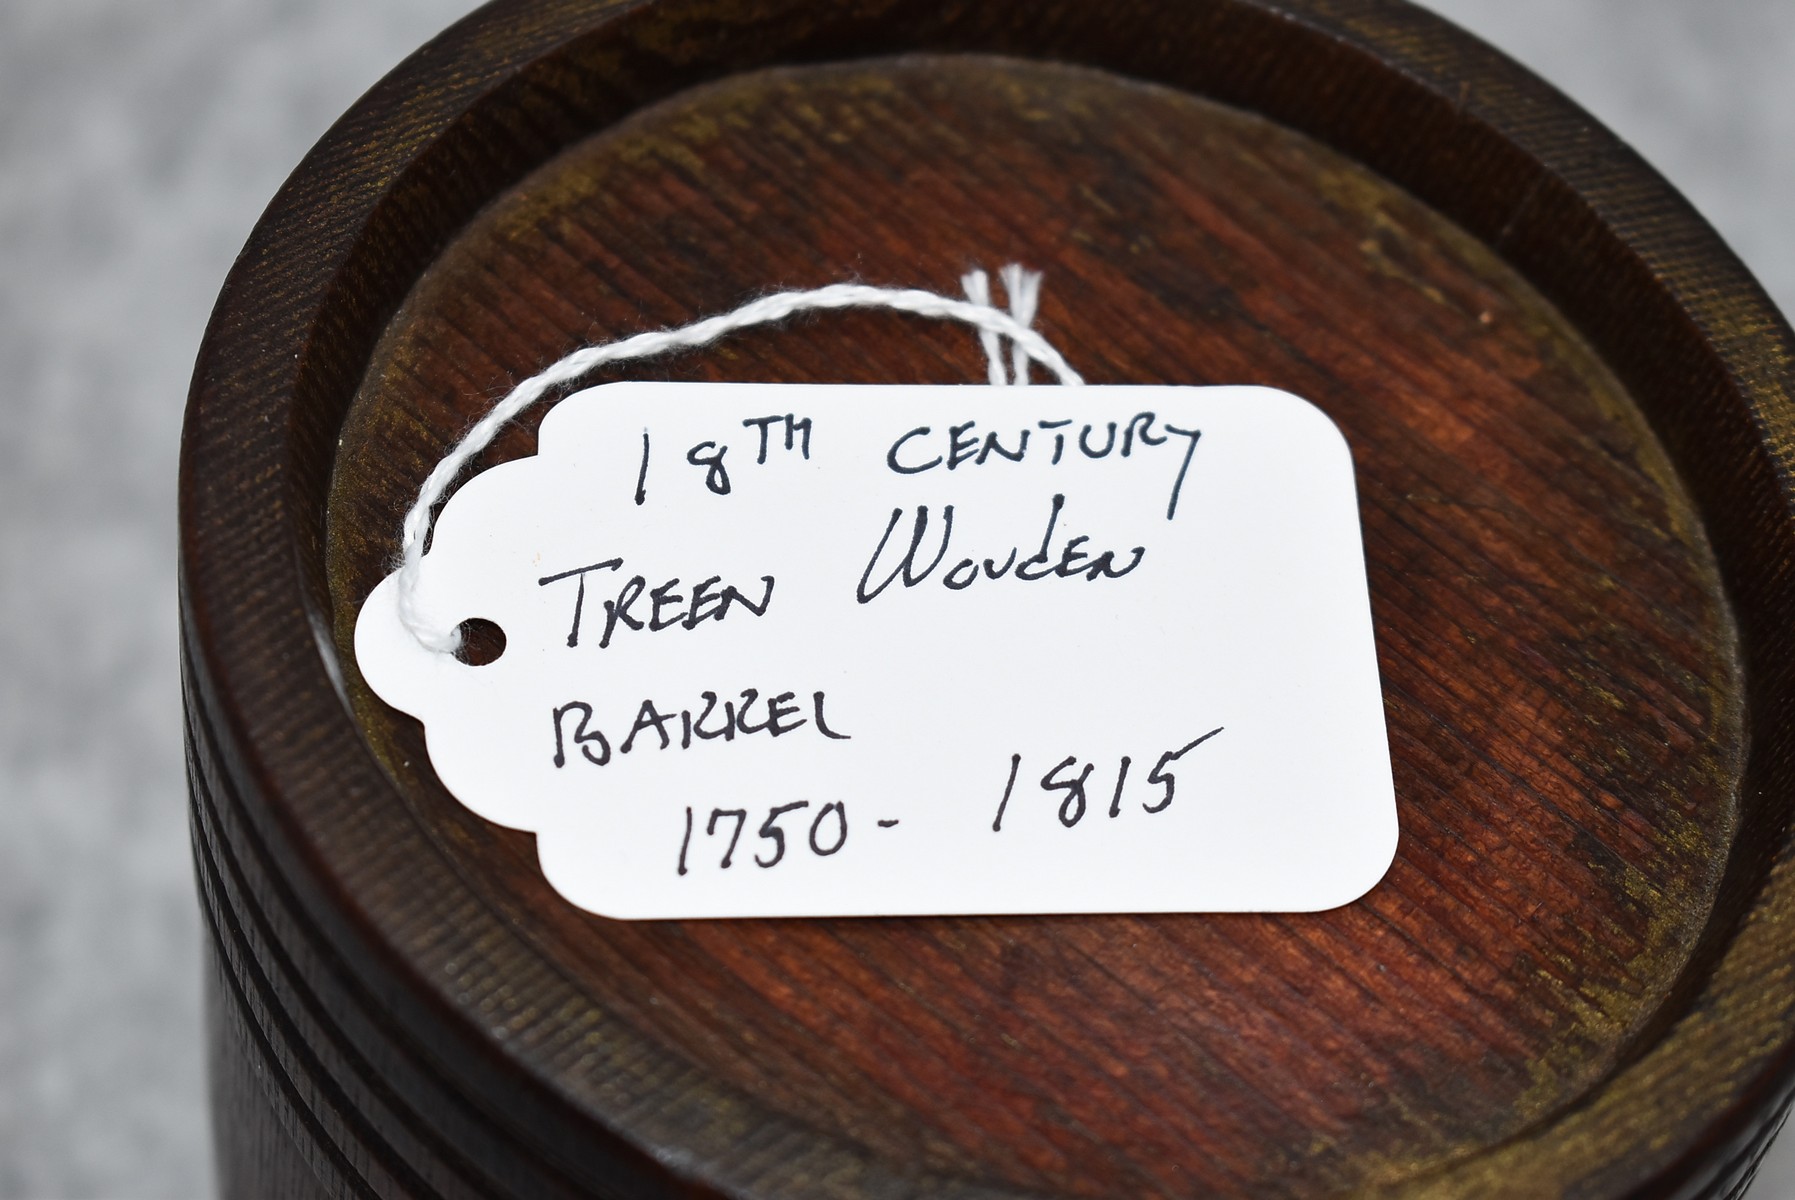 18TH CENTURY
TREEN WOODEN
BARREL
1750 - 1815